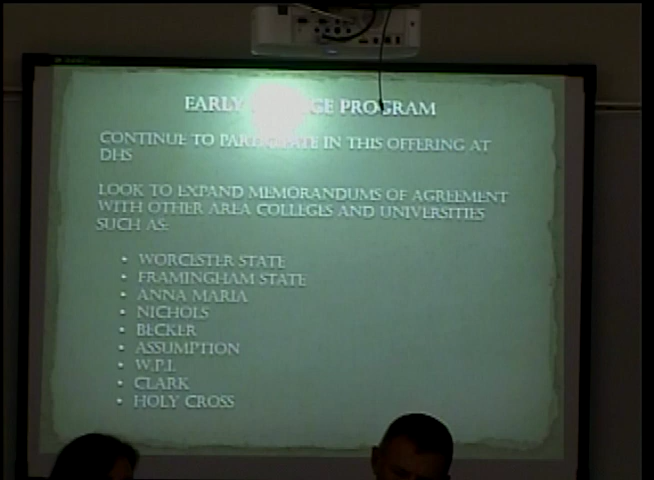 EARLY PROGRAM
CONTINUE TO PARTICIPATE IN THIS OFFERING AT
DHS
LOOK TO EXPAND MEMORANDUMS OF AGREEMENT
WITH OTHER AREA COLLEGES AND UNIVERSITIES
SUCH AS:
• WORCESTER STATE
• FRAMINGHAM STATE
• ANNA MARIA
• NICHOLS
• BECKER
• ASSUMPTION
• W.P.I.
• CLARK
• HOLY CROSS